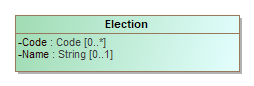 Election
-Code : Code [0..*]
-Name : String [0..1]